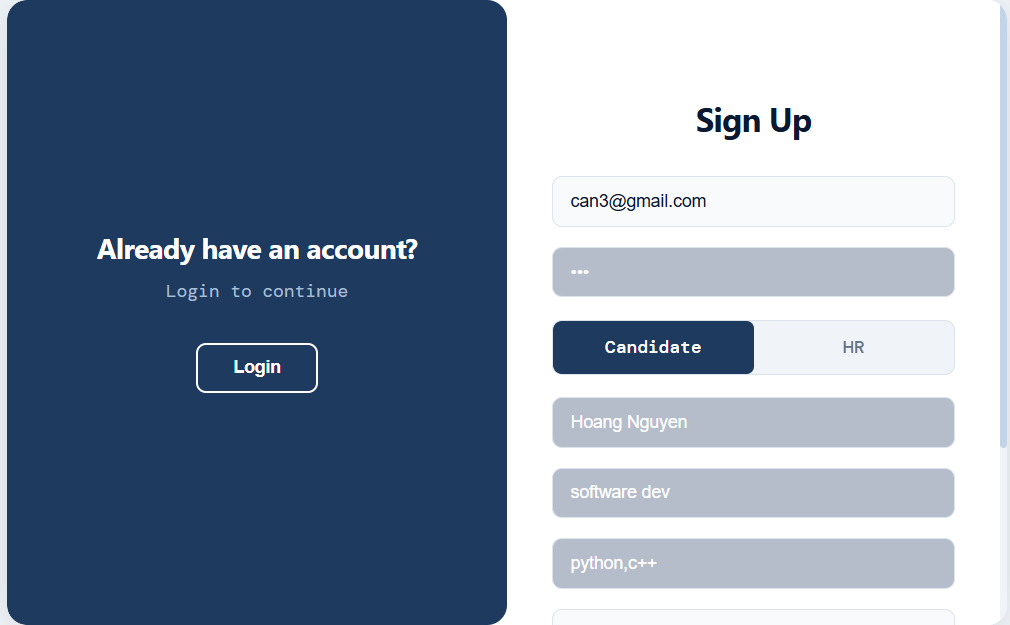 Already have an account?
Login to continue
Login
Sign Up
can3@gmail.com
•••
Candidate
HR
Hoang Nguyen
software dev
python,c++